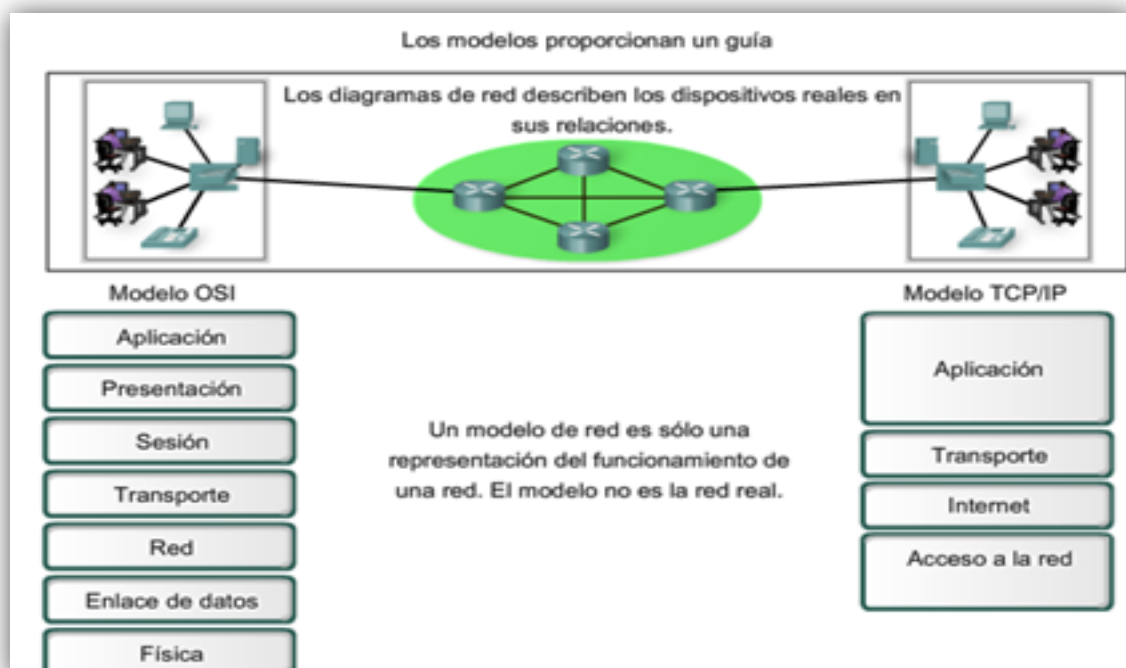 Los modelos proporcionan un guía
Los diagramas de red describen los dispositivos reales en
sus relaciones.
Modelo OSI
Aplicación
Presentación
Sesión
Transporte
Red
Enlace de datos
Física
Un modelo de red es sólo una
representación del funcionamiento de
una red. El modelo no es la red real.
Modelo TCP/IP
Aplicación
Transporte
Internet
Acceso a la red